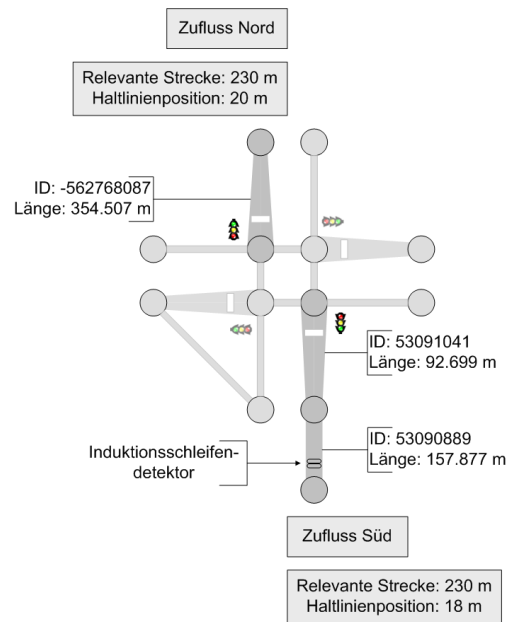 Zufluss Nord
Relevante Strecke: 230 m
Haltlinienposition: 20 m
ID: -562768087
Länge: 354.507 m
ID: 53091041
Länge: 92.699 m
Induktionsschleifen-
detektor
ID: 53090889
Länge: 157.877 m
Zufluss Süd
Relevante Strecke: 230 m
Haltlinienposition: 18 m